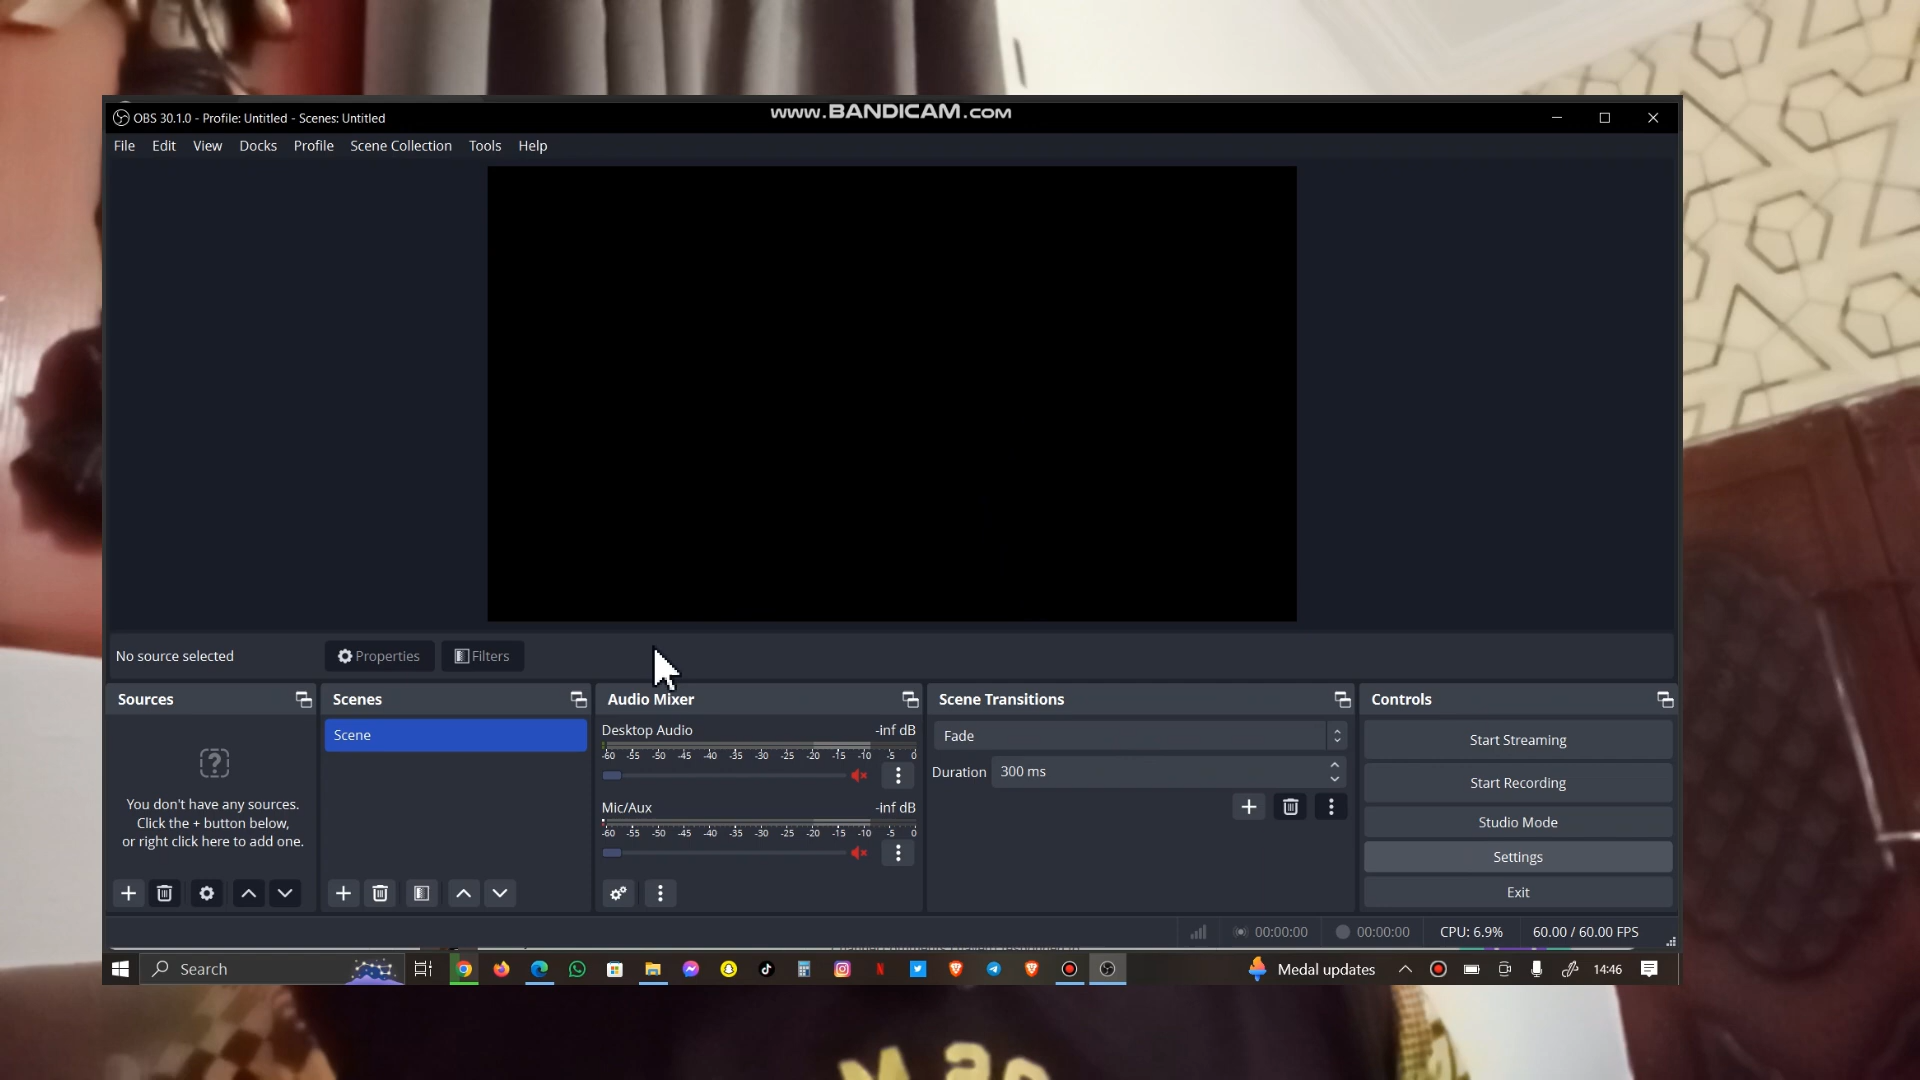 www.BANDICAM.com
OBS 30.1.0 - Profile: Untitled - Scenes: Untitled
File Edit View Docks Profile Scene Collection Tools Help
No source selected
Properties
Filters
Sources
You don't have any sources.
Click the + button below,
or right click here to add one.
Scenes
Scene
Audio Mixer
Desktop Audio -inf dB
-60 -55 -50 -45 -40 -35 -30 -25 -20 -15 -10 -5 0
Mic/Aux -inf dB
-60 -55 -50 -45 -40 -35 -30 -25 -20 -15 -10 -5 0
Scene Transitions
Fade
Duration 300 ms
Controls
Start Streaming
Start Recording
Studio Mode
Settings
Exit
00:00:00 00:00:00 CPU: 6.9% 60.00 / 60.00 FPS
Search
Medal updates
14:46